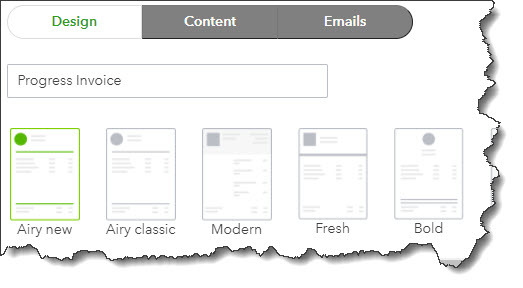 Design Content Emails
Progress Invoice
Airy new Airy classic Modern Fresh Bold